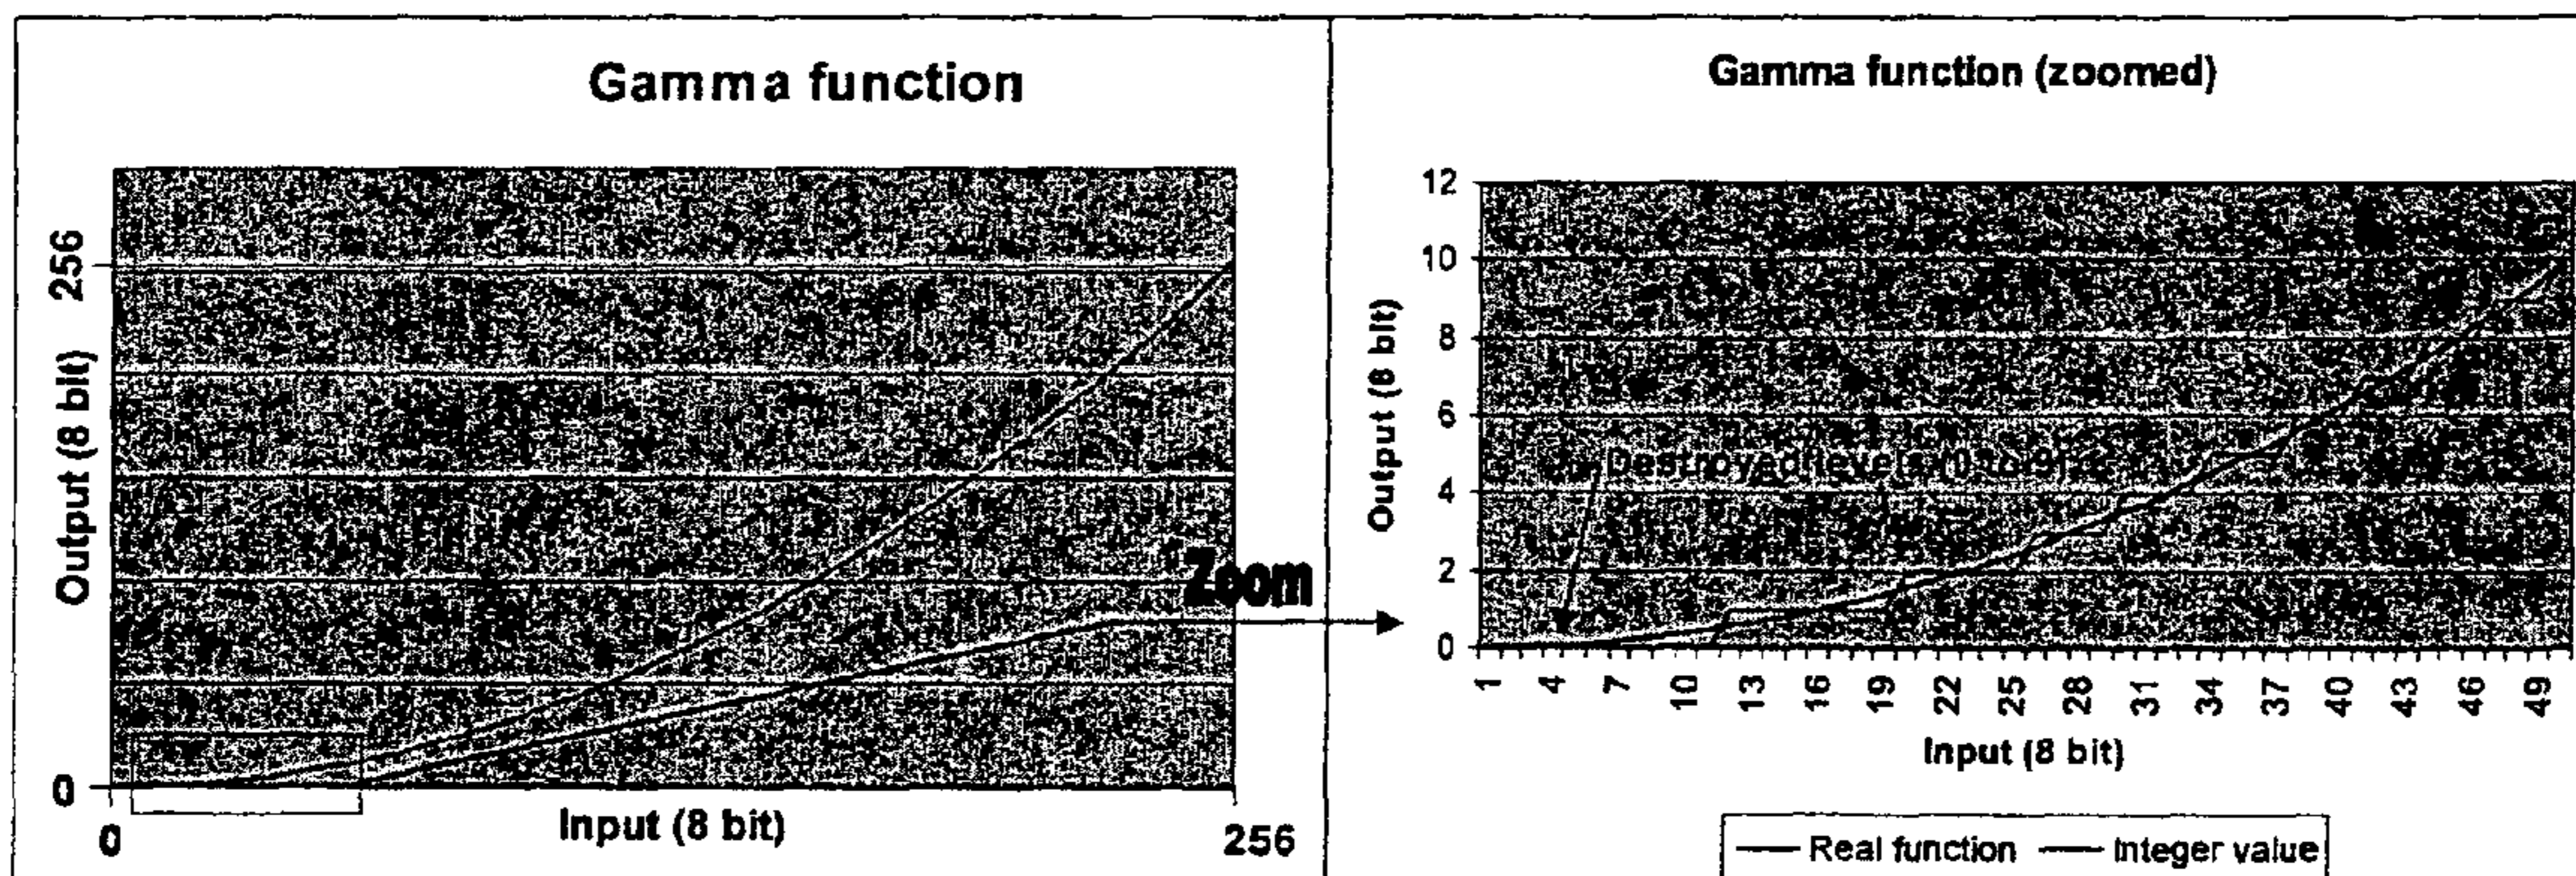 Gamma function
256
Output (8 bit)
0
0
Input (8 bit)
256
Zoom
Gamma function (zoomed)
12
10
8
6
4
2
0
Output (8 bit)
Destroyed levels (0 to 9)
1 4 7 10 13 16 19 22 25 28 31 34 37 40 43 46 49
Input (8 bit)
Real function Integer value